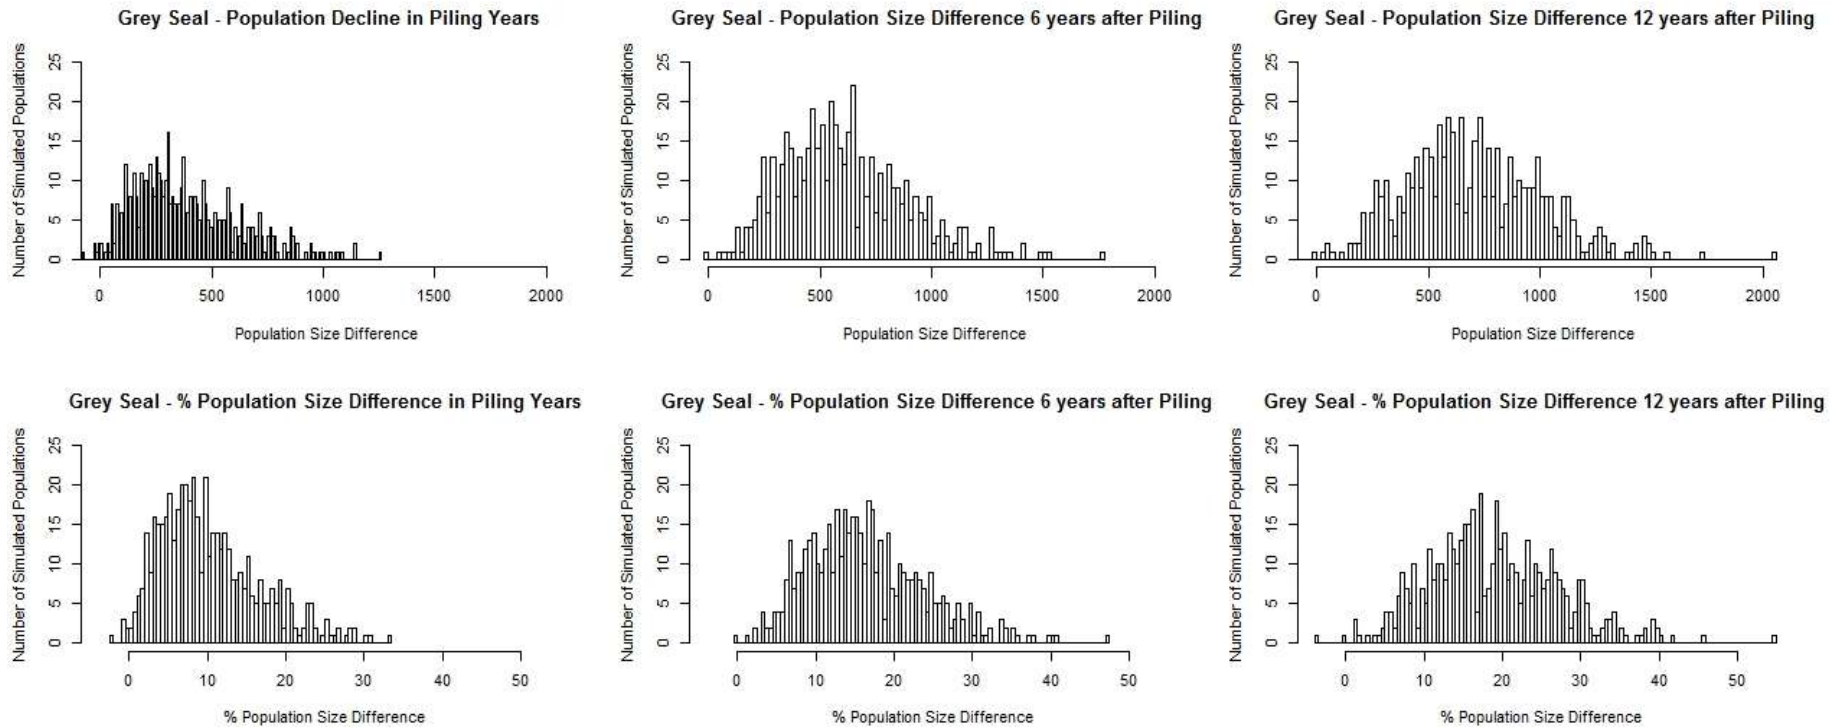 Grey Seal - Population Decline in Piling Years
Number of Simulated Populations
0 5 10 15 20 25
0 500 1000 1500 2000
Population Size Difference
Grey Seal - Population Size Difference 6 years after Piling
Number of Simulated Populations
0 5 10 15 20 25
0 500 1000 1500 2000
Population Size Difference
Grey Seal - Population Size Difference 12 years after Piling
Number of Simulated Populations
0 5 10 15 20 25
0 500 1000 1500 2000
Population Size Difference
Grey Seal - % Population Size Difference in Piling Years
Number of Simulated Populations
0 5 10 15 20 25
0 10 20 30 40 50
% Population Size Difference
Grey Seal - % Population Size Difference 6 years after Piling
Number of Simulated Populations
0 5 10 15 20 25
0 10 20 30 40 50
% Population Size Difference
Grey Seal - % Population Size Difference 12 years after Piling
Number of Simulated Populations
0 5 10 15 20 25
0 10 20 30 40 50
% Population Size Difference